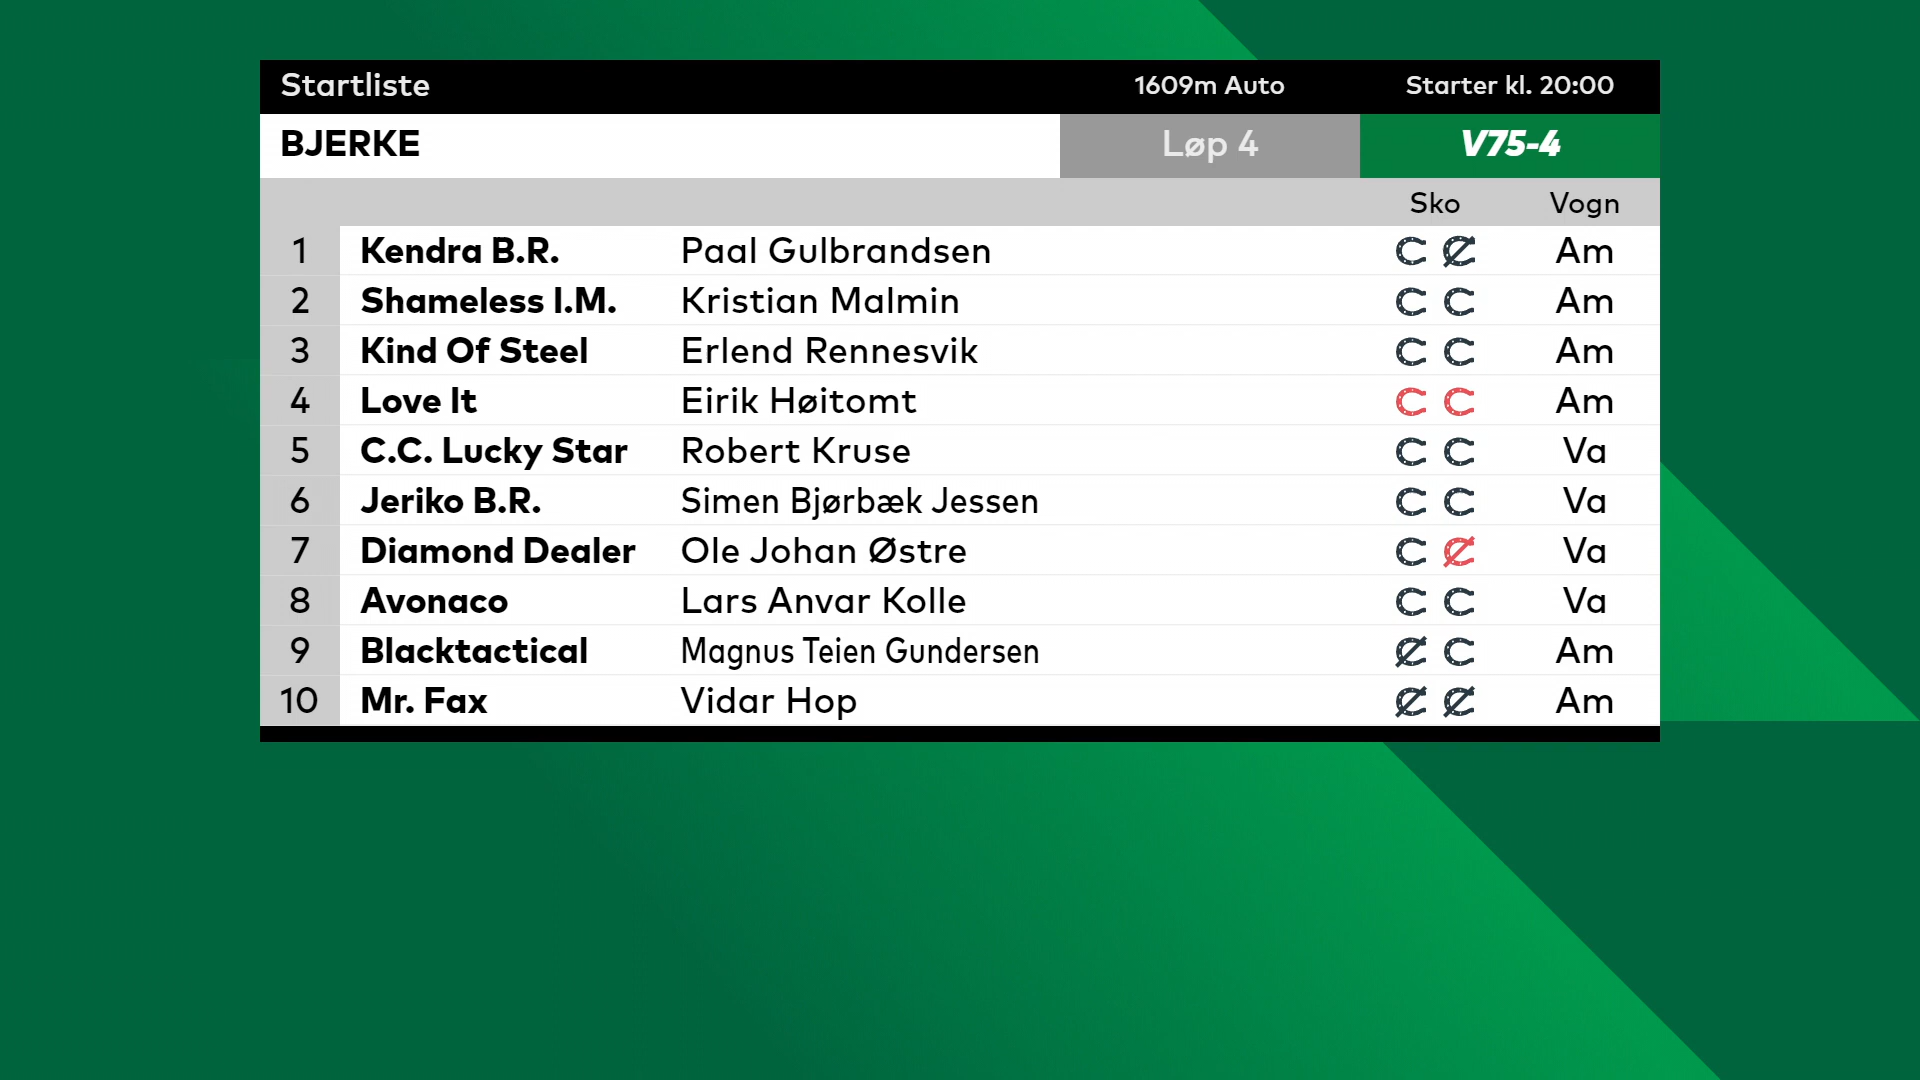 Startliste 1609m Auto Starter kl. 20:00
BJERKE Løp 4 V75-4
Sko Vogn
1 Kendra B.R. Paal Gulbrandsen Am
2 Shameless I.M. Kristian Malmin Am
3 Kind Of Steel Erlend Rennesvik Am
4 Love It Eirik Høitomt Am
5 C.C. Lucky Star Robert Kruse Va
6 Jeriko B.R. Simen Bjørbæk Jessen Va
7 Diamond Dealer Ole Johan Østre Va
8 Avonaco Lars Anvar Kolle Va
9 Blacktactical Magnus Teien Gundersen Am
10 Mr. Fax Vidar Hop Am